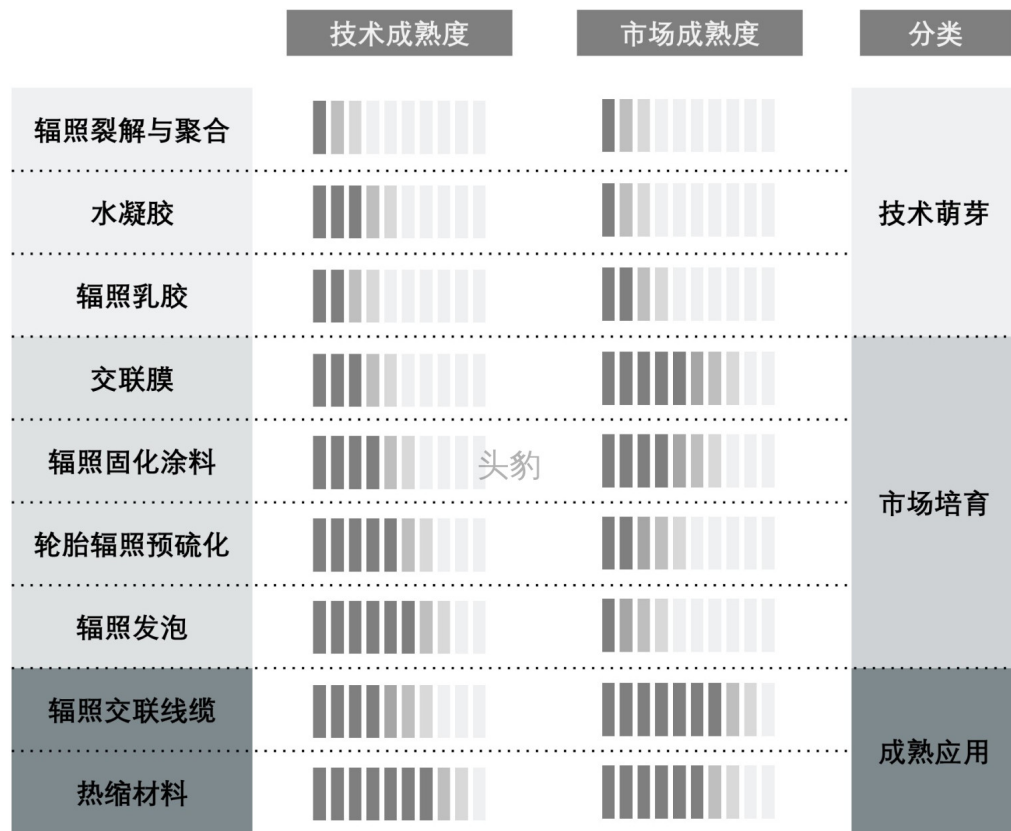 技术成熟度
市场成熟度
分类
辐照裂解与聚合
水凝胶
技术萌芽
辐照乳胶
交联膜
辐照固化涂料
头豹
市场培育
轮胎辐照预硫化
辐照发泡
辐照交联线缆
成熟应用
热缩材料